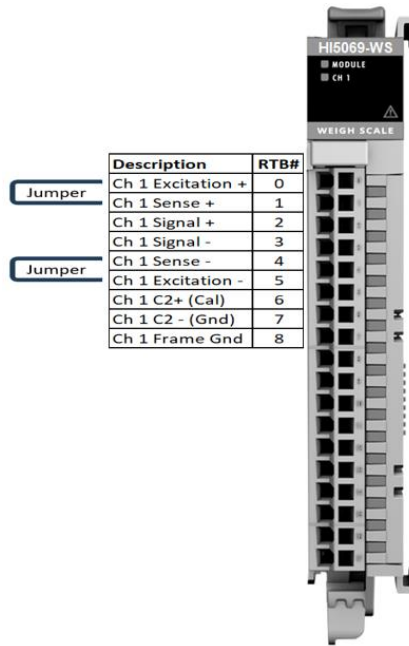 HI5069-WS
MODULE
CH 1
WEIGH SCALE
Description RTB#
Jumper
Ch 1 Excitation + 0
Ch 1 Sense + 1
Ch 1 Signal + 2
Ch 1 Signal - 3
Jumper
Ch 1 Sense - 4
Ch 1 Excitation - 5
Ch 1 C2+ (Cal) 6
Ch 1 C2 - (Gnd) 7
Ch 1 Frame Gnd 8